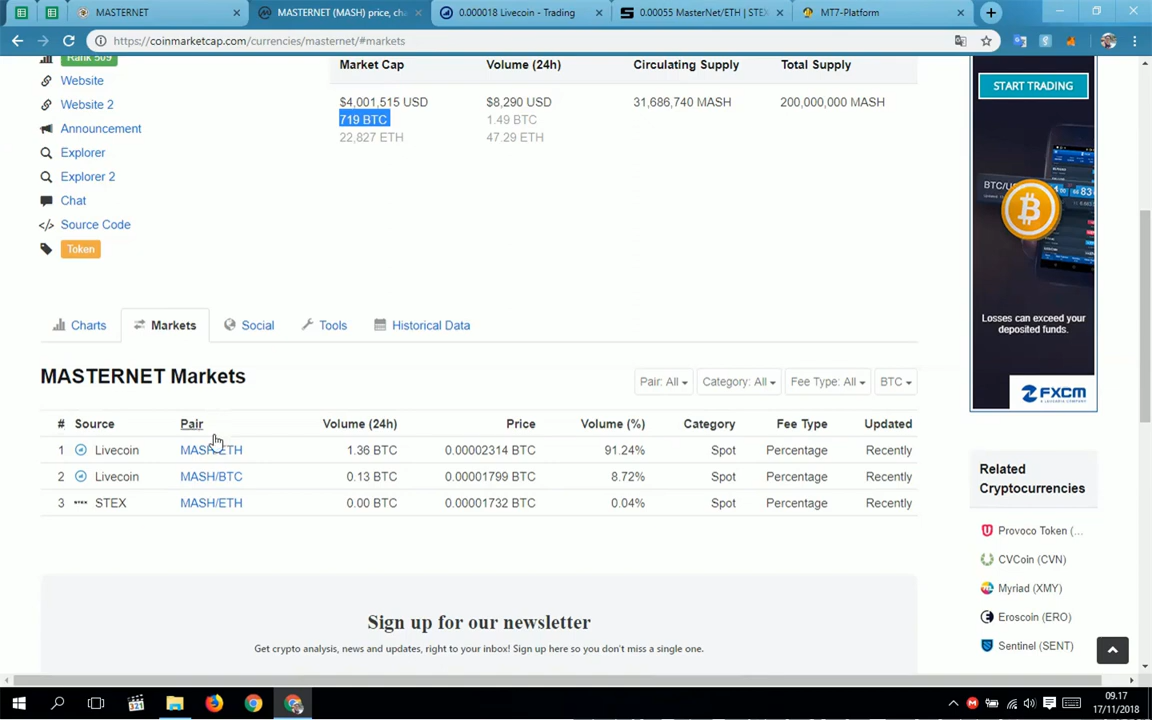 MASTERNET
MASTERNET (MASH) price, cha
0.000018 Livecoin - Trading
0.00055 MasterNet/ETH | STEX
MT7-Platform
https://coinmarketcap.com/currencies/masternet/#markets
Rank 509
Website
Website 2
Announcement
Explorer
Explorer 2
Chat
Source Code
Token
Market Cap Volume (24h) Circulating Supply Total Supply
$4,001,515 USD $8,290 USD 31,686,740 MASH 200,000,000 MASH
719 BTC 1.49 BTC
22,827 ETH 47.29 ETH
START TRADING
BTC/U
Losses can exceed your
deposited funds.
FXCM
Charts Markets Social Tools Historical Data
MASTERNET Markets
Pair: All Category: All Fee Type: All BTC
# Source Pair Volume (24h) Price Volume (%) Category Fee Type Updated
1 Livecoin MASH/ETH 1.36 BTC 0.00002314 BTC 91.24% Spot Percentage Recently
2 Livecoin MASH/BTC 0.13 BTC 0.00001799 BTC 8.72% Spot Percentage Recently
3 STEX MASH/ETH 0.00 BTC 0.00001732 BTC 0.04% Spot Percentage Recently
Related
Cryptocurrencies
Provoco Token (...
CVCoin (CVN)
Myriad (XMY)
Eroscoin (ERO)
Sentinel (SENT)
Sign up for our newsletter
Get crypto analysis, news and updates, right to your inbox! Sign up here so you don't miss a single one.
321
09.17
17/11/2018